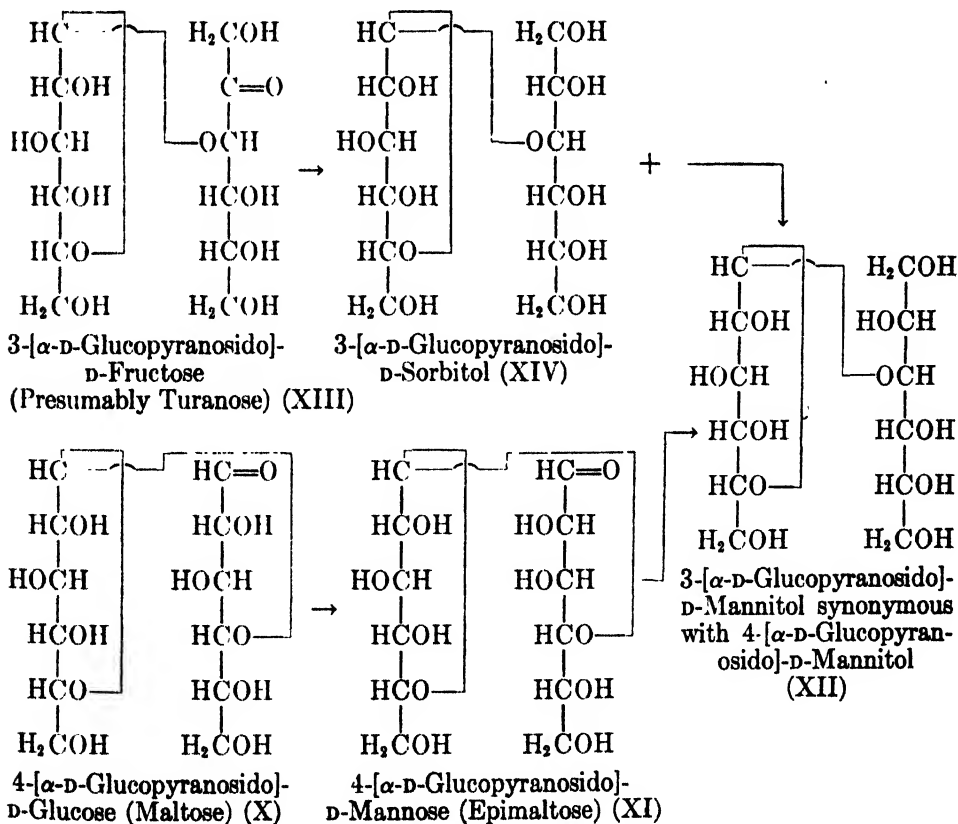 HC H₂COH HC H₂COH
HCOH C=O HCOH HCOH
HOCH —OCH HOCH —OCH
→ +
HCOH HCOH HCOH HCOH
HCO— HCOH HCO— HCOH
H₂COH H₂COH H₂COH H₂COH
3-[α-D-Glucopyranosido]-
D-Fructose
(Presumably Turanose) (XIII)
3-[α-D-Glucopyranosido]-
D-Sorbitol (XIV)
HC H₂COH
HCOH HOCH
HOCH —OCH
HCOH HCOH
HCO— HCOH
H₂COH H₂COH
3-[α-D-Glucopyranosido]-
D-Mannitol synonymous
with 4-[α-D-Glucopyran-
osido]-D-Mannitol
(XII)
HC HC=O HC HC=O
HCOH HCOH HCOH HOCH
HOCH HOCH HOCH HOCH
→ →
HCOH HCO— HCOH HCO—
HCO— HCOH HCO— HCOH
H₂COH H₂COH H₂COH H₂COH
4-[α-D-Glucopyranosido]-
D-Glucose (Maltose) (X)
4-[α-D-Glucopyranosido]-
D-Mannose (Epimaltose) (XI)